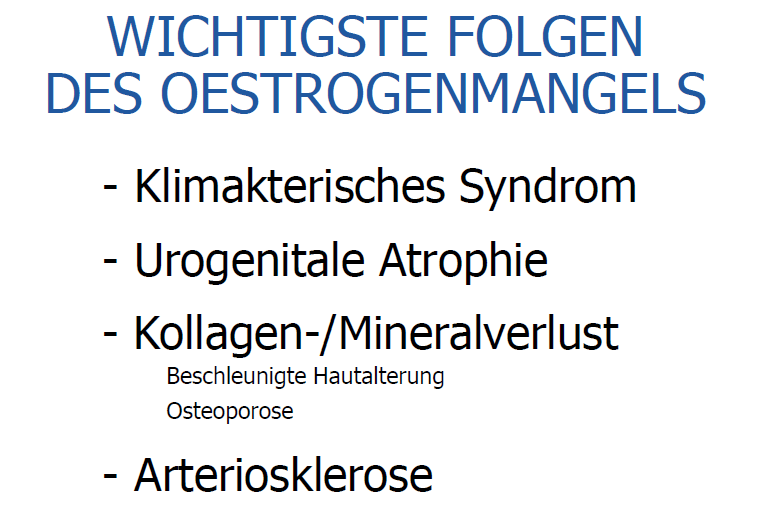 WICHTIGSTE FOLGEN
DES OESTROGENMANGELS
- Klimakterisches Syndrom
- Urogenitale Atrophie
- Kollagen-/Mineralverlust
Beschleunigte Hautalterung
Osteoporose
- Arteriosklerose